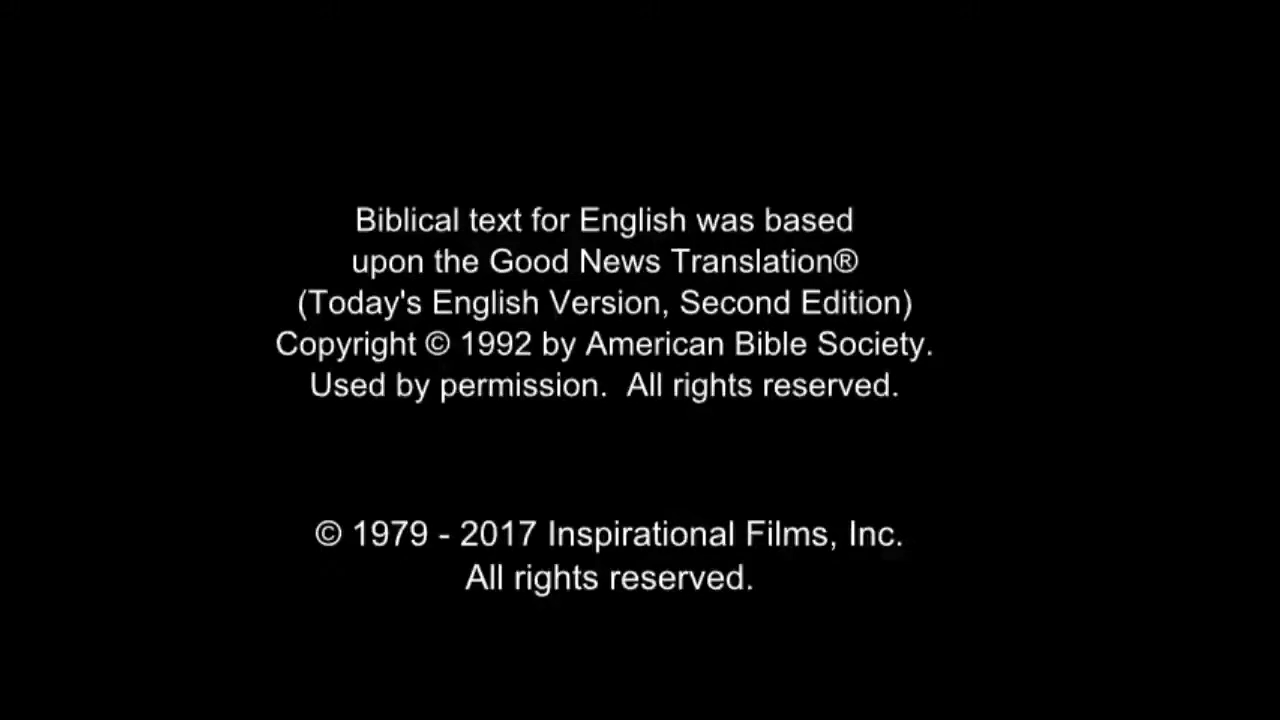 Biblical text for English was based
upon the Good News Translation®
(Today's English Version, Second Edition)
Copyright © 1992 by American Bible Society.
Used by permission.  All rights reserved.
© 1979 - 2017 Inspirational Films, Inc.
All rights reserved.